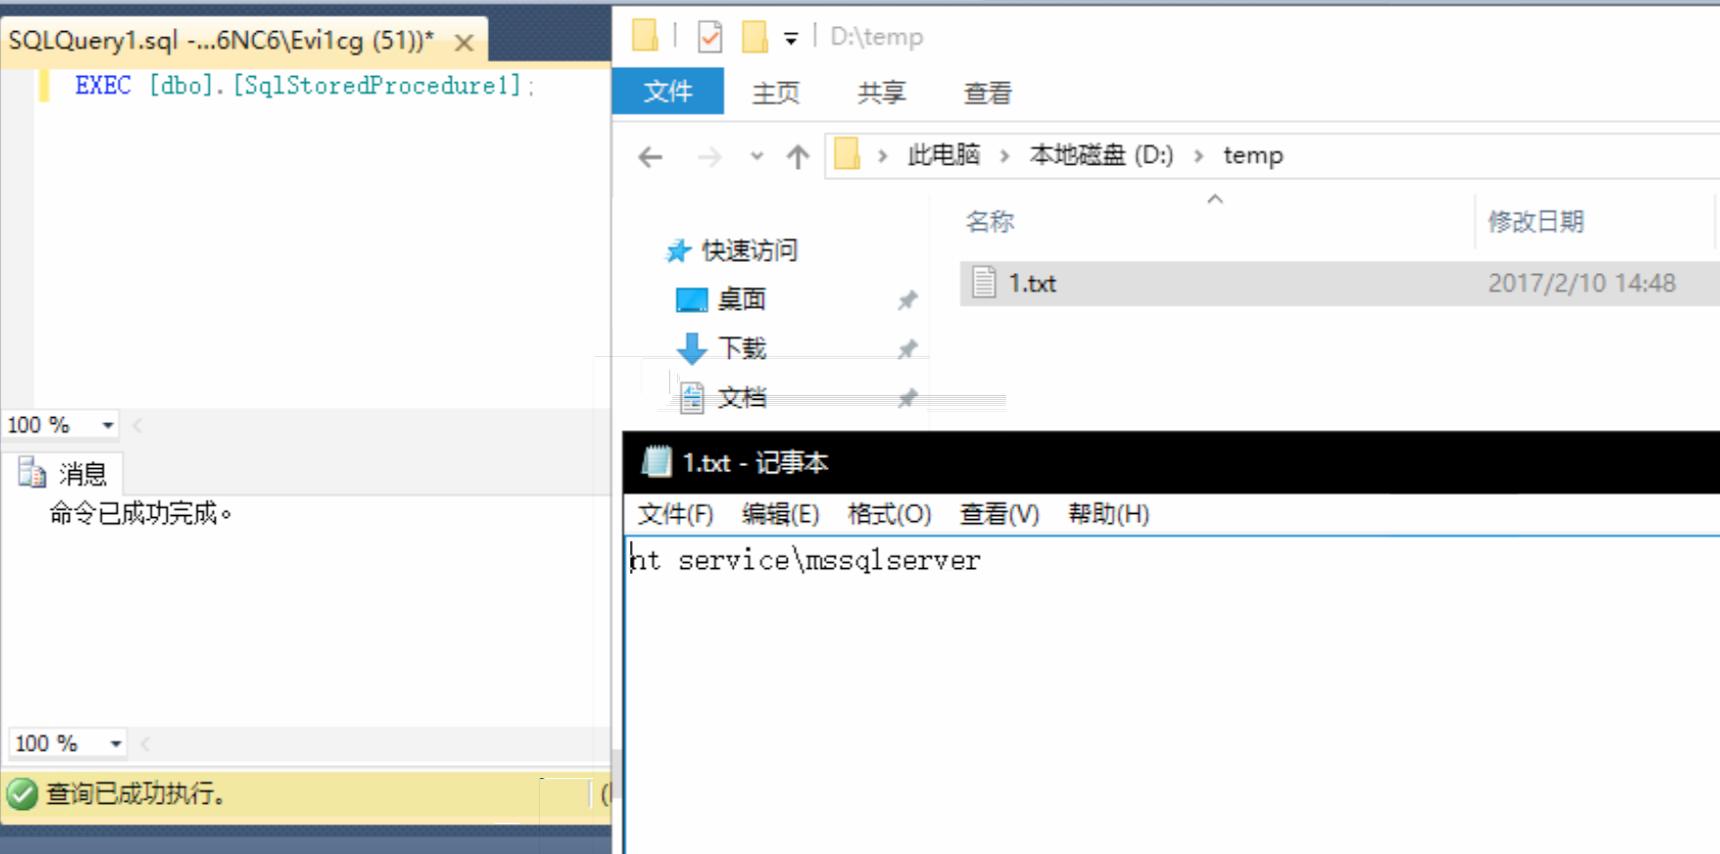 SQLQuery1.sql -...6NC6\Evi1cg (51))*
EXEC [dbo].[SqlStoredProcedure1];
100 %
消息
命令已成功完成。
100 %
查询已成功执行。
D:\temp
文件 主页 共享 查看
此电脑 本地磁盘 (D:) temp
名称 修改日期
快速访问
桌面
下载
文档
1.txt 2017/2/10 14:48
1.txt - 记事本
文件(F) 编辑(E) 格式(O) 查看(V) 帮助(H)
nt service\mssqlserver